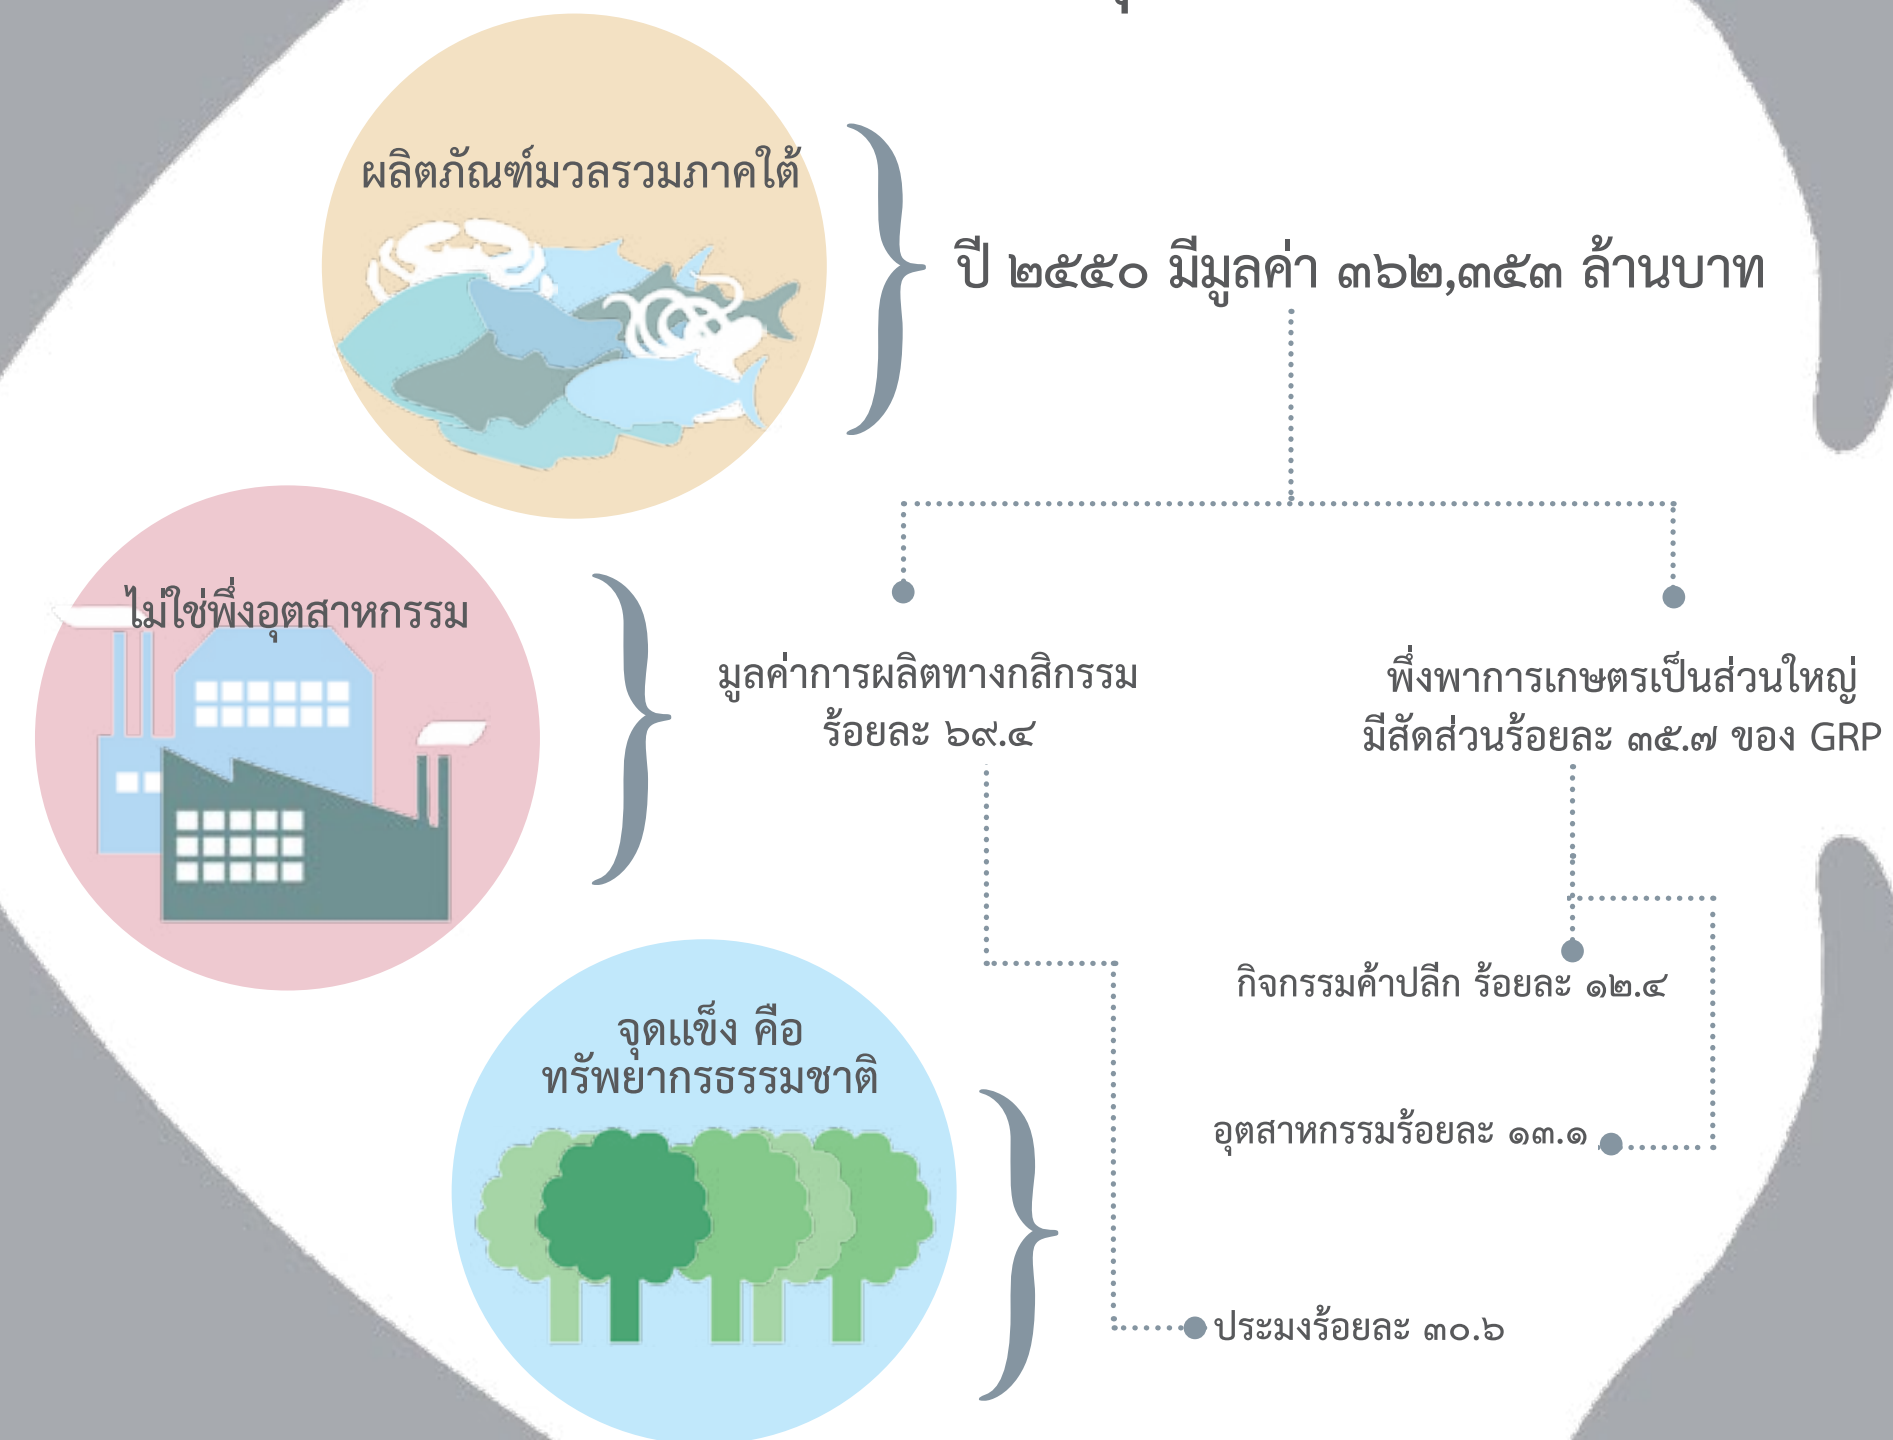 ผลิตภัณฑ์มวลรวมภาคใต้
ปี ๒๕๕๐ มีมูลค่า ๓๖๒,๓๕๓ ล้านบาท
ไม่ใช่พึ่งอุตสาหกรรม
มูลค่าการผลิตทางกสิกรรม
ร้อยละ ๖๙.๔
พึ่งพาการเกษตรเป็นส่วนใหญ่
มีสัดส่วนร้อยละ ๓๕.๗ ของ GRP
กิจกรรมค้าปลีก ร้อยละ ๑๒.๔
จุดแข็ง คือ
ทรัพยากรธรรมชาติ
อุตสาหกรรมร้อยละ ๑๓.๑
ประมงร้อยละ ๓๐.๖